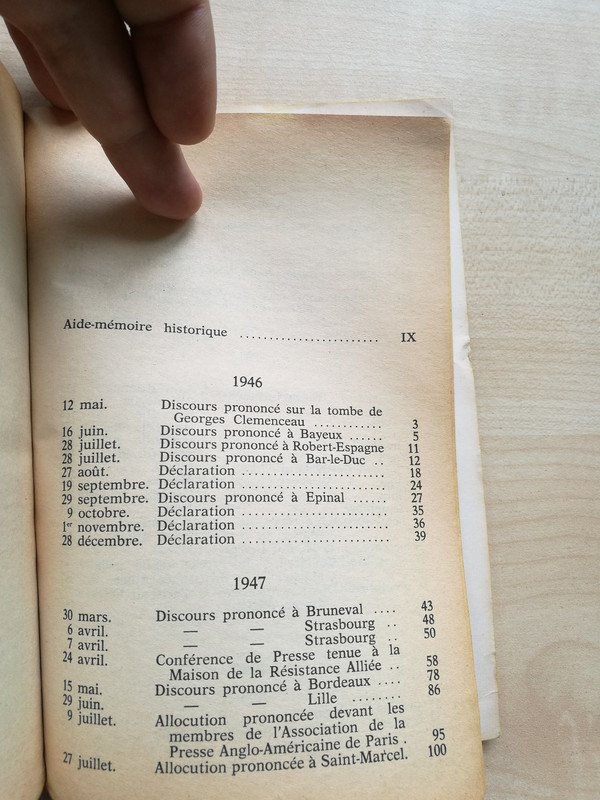 Aide-mémoire historique ........................ IX
1946
12 mai. Discours prononcé sur la tombe de
Georges Clemenceau ............ 3
16 juin. Discours prononcé à Bayeux ...... 5
28 juillet. Discours prononcé à Robert-Espagne 11
28 juillet. Discours prononcé à Bar-le-Duc .. 12
27 août. Déclaration ........................ 18
19 septembre. Déclaration ........................ 24
29 septembre. Discours prononcé à Epinal ...... 27
9 octobre. Déclaration ........................ 35
1er novembre. Déclaration ........................ 36
28 décembre. Déclaration ........................ 39
1947
30 mars. Discours prononcé à Bruneval .... 43
6 avril. — — Strasbourg .. 48
7 avril. — — Strasbourg .. 50
24 avril. Conférence de Presse tenue à la
Maison de la Résistance Alliée .. 58
15 mai. Discours prononcé à Bordeaux .... 78
29 juin. — — Lille ........ 86
9 juillet. Allocution prononcée devant les
membres de l'Association de la
Presse Anglo-Américaine de Paris . 95
27 juillet. Allocution prononcée à Saint-Marcel. 100